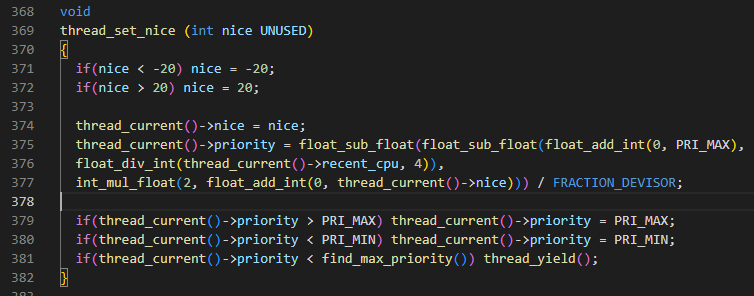 368 void
369 thread_set_nice (int nice UNUSED)
370 {
371   if(nice < -20) nice = -20;
372   if(nice > 20) nice = 20;
373
374   thread_current()->nice = nice;
375   thread_current()->priority = float_sub_float(float_sub_float(float_add_int(0, PRI_MAX),
376   float_div_int(thread_current()->recent_cpu, 4)),
377   int_mul_float(2, float_add_int(0, thread_current()->nice))) / FRACTION_DEVISOR;
378
379   if(thread_current()->priority > PRI_MAX) thread_current()->priority = PRI_MAX;
380   if(thread_current()->priority < PRI_MIN) thread_current()->priority = PRI_MIN;
381   if(thread_current()->priority < find_max_priority()) thread_yield();
382 }